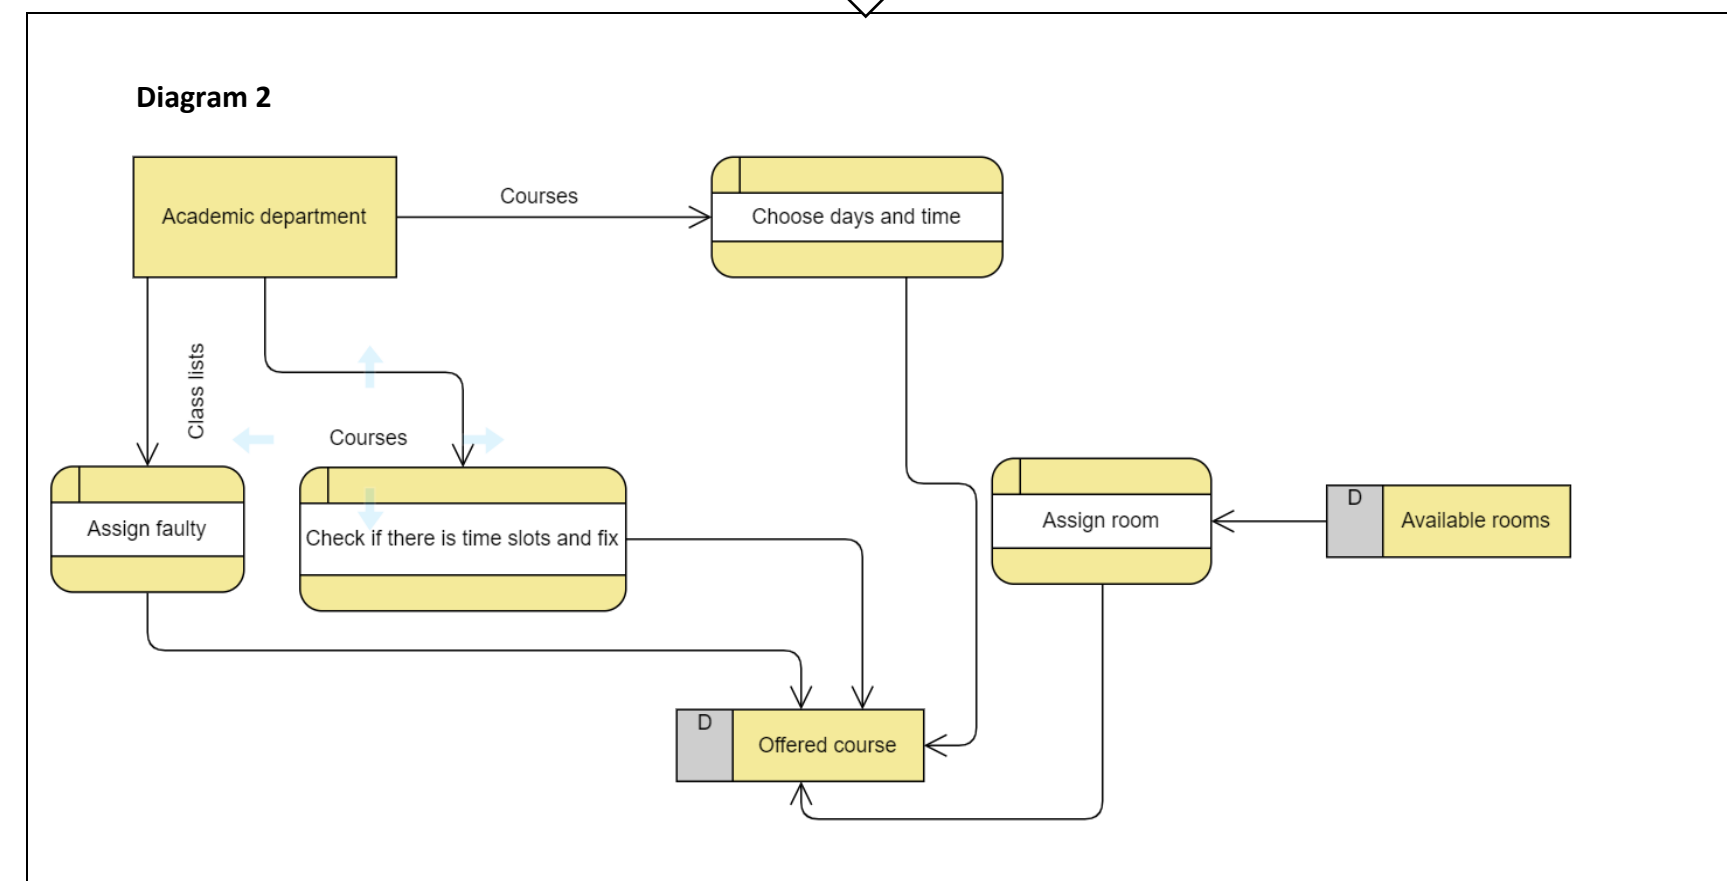 Diagram 2
Academic department
Courses
Choose days and time
Class lists
Courses
Assign faulty
Check if there is time slots and fix
Assign room
D
Available rooms
D
Offered course